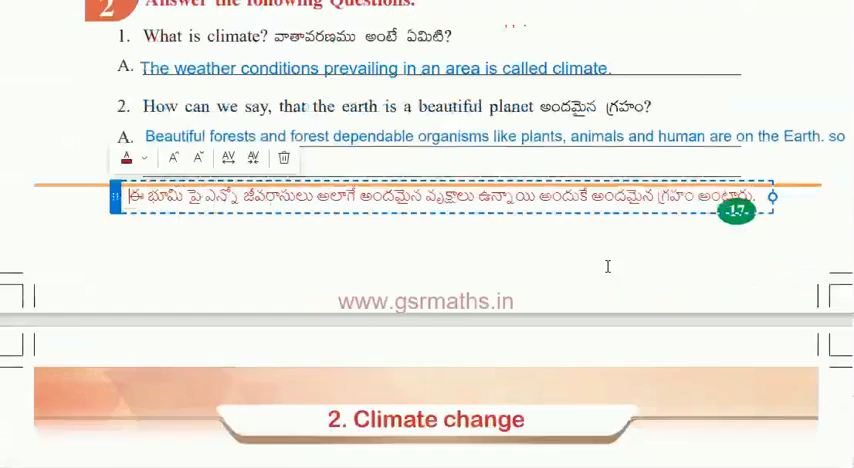 2 Answer the following Questions.
1. What is climate? వాతావరణము అంటే ఏమిటి?
A. The weather conditions prevailing in an area is called climate.
2. How can we say, that the earth is a beautiful planet అందమైన గ్రహం?
A. Beautiful forests and forest dependable organisms like plants, animals and human are on the Earth. so
ఈ భూమి పై ఎన్నో జీవరాసులు అలాగే అందమైన వృక్షాలు ఉన్నాయి అందుకే అందమైన గ్రహం అంటారు.
17
www.gsrmaths.in
2. Climate change